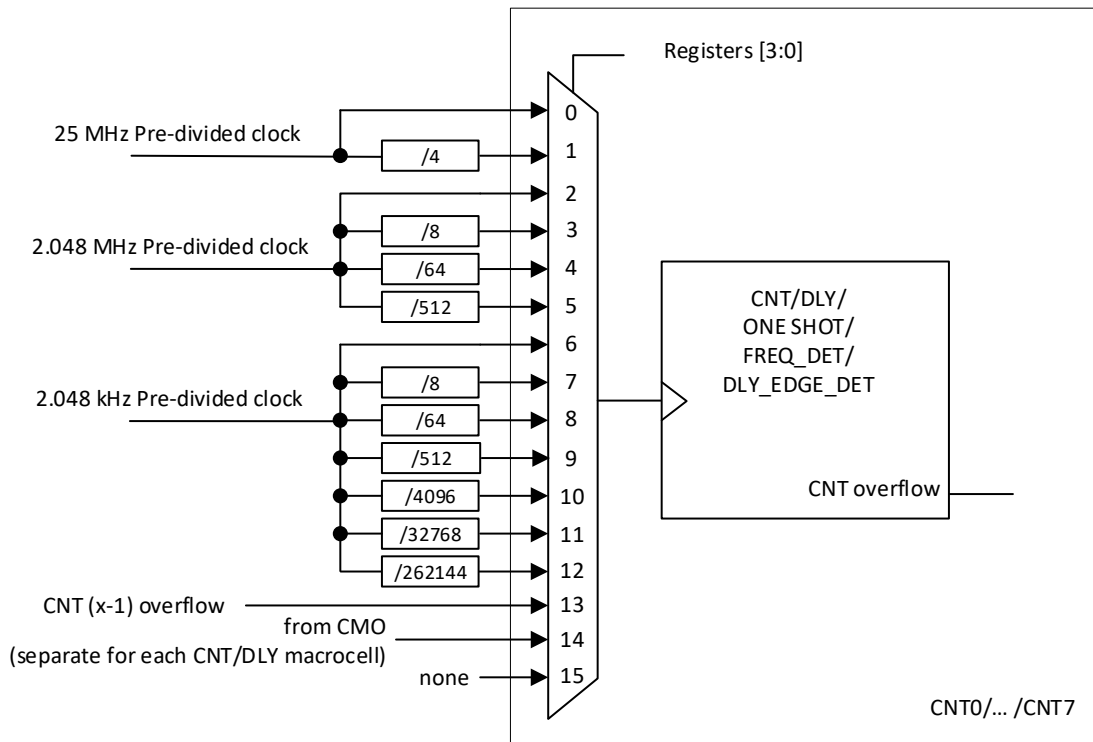 Registers [3:0]
25 MHz Pre-divided clock
0
/4
1
2
/8
3
2.048 MHz Pre-divided clock
/64
4
/512
5
6
/8
7
2.048 kHz Pre-divided clock
/64
8
/512
9
/4096
10
/32768
11
/262144
12
CNT (x-1) overflow
13
from CMO
(separate for each CNT/DLY macrocell)
14
none
15
CNT/DLY/
ONE SHOT/
FREQ_DET/
DLY_EDGE_DET
CNT overflow
CNT0/... /CNT7